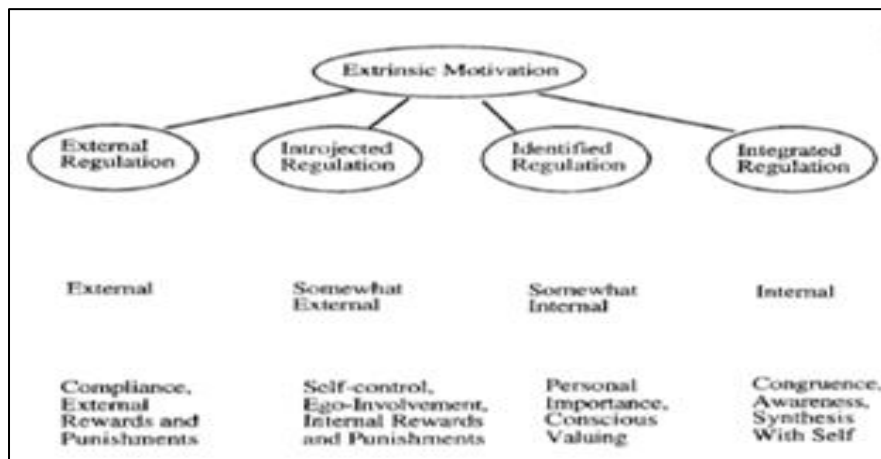 Extrinsic Motivation
External
Regulation
Introjected
Regulation
Identified
Regulation
Integrated
Regulation
External
Somewhat
External
Somewhat
Internal
Internal
Compliance,
External
Rewards and
Punishments
Self-control,
Ego-Involvement,
Internal Rewards
and Punishments
Personal
Importance,
Conscious
Valuing
Congruence,
Awareness,
Synthesis
With Self